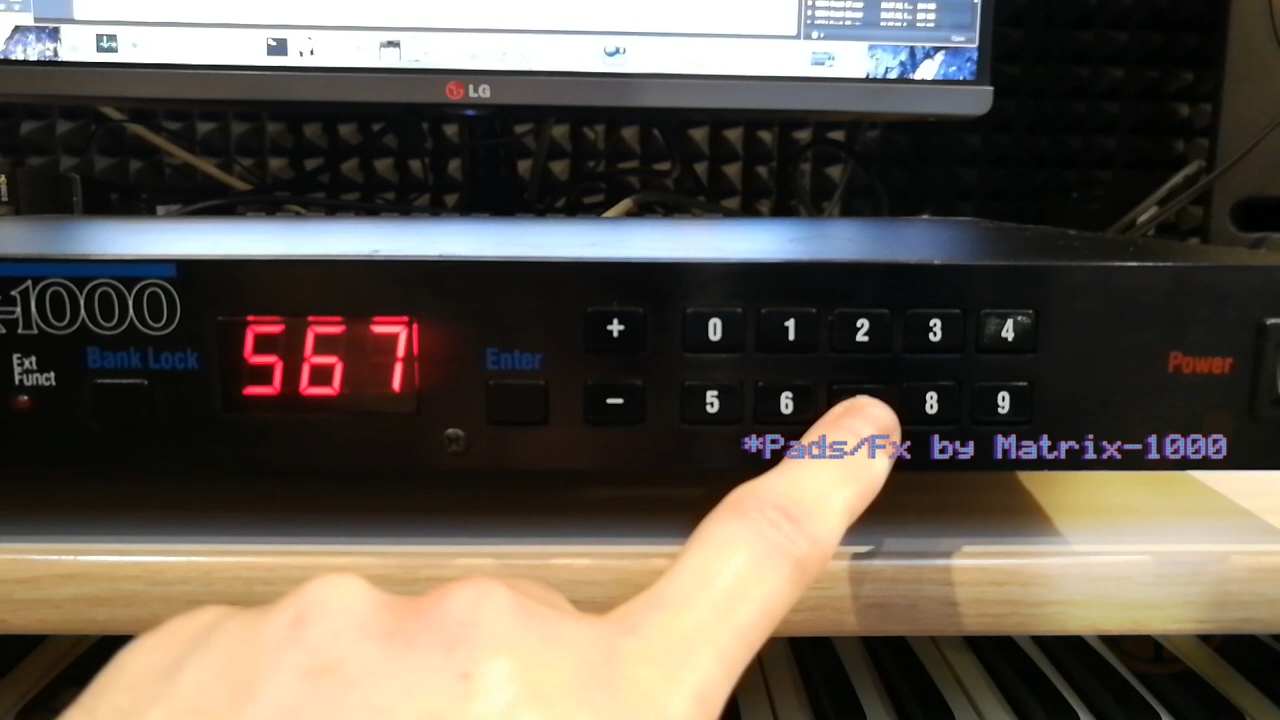 LG
-1000
Ext
Funct
Bank Lock
567
Enter
+ 0 1 2 3 4
- 5 6 8 9
Power
*Pads/Fx by Matrix-1000